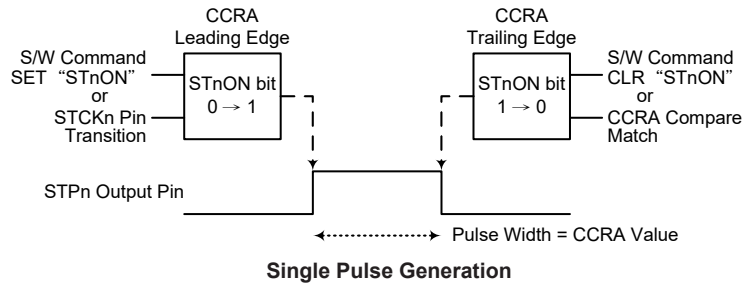 CCRA
Leading Edge
CCRA
Trailing Edge
S/W Command
SET “STnON”
or
STCKn Pin
Transition
STnON bit
0 → 1
STnON bit
1 → 0
S/W Command
CLR “STnON”
or
CCRA Compare
Match
STPn Output Pin
Pulse Width = CCRA Value
Single Pulse Generation